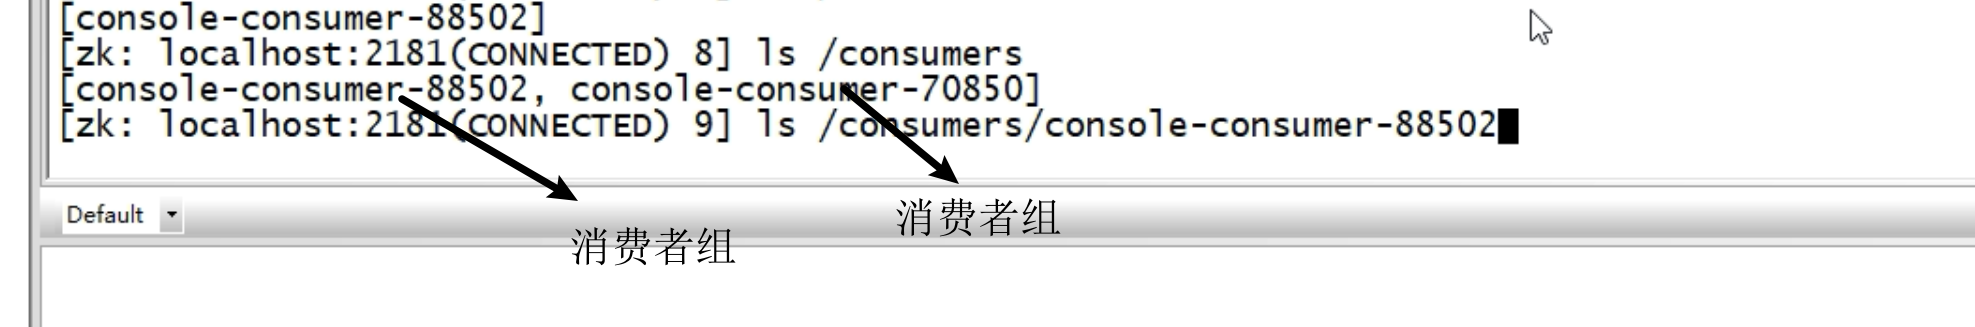 [console-consumer-88502]
[zk: localhost:2181(CONNECTED) 8] ls /consumers
[console-consumer-88502, console-consumer-70850]
[zk: localhost:2181(CONNECTED) 9] ls /consumers/console-consumer-88502
Default
消费者组
消费者组